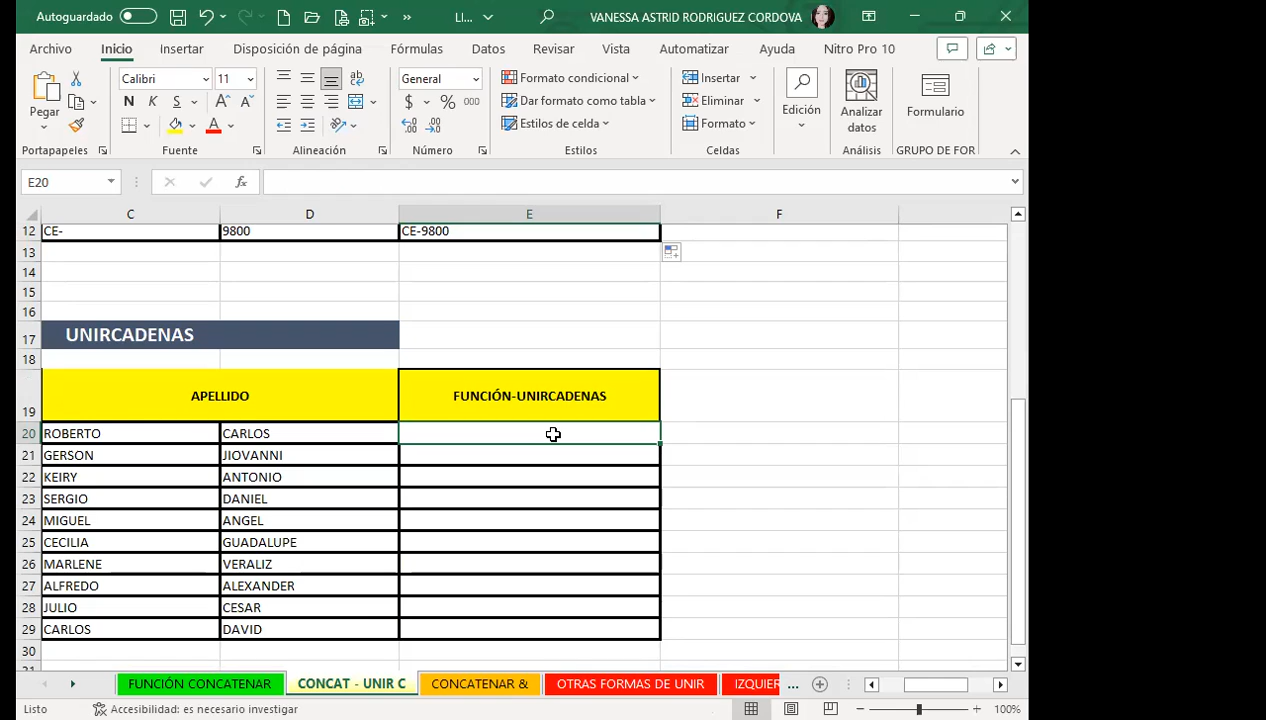 Autoguardado
LI...
VANESSA ASTRID RODRIGUEZ CORDOVA
Archivo Inicio Insertar Disposición de página Fórmulas Datos Revisar Vista Automatizar Ayuda Nitro Pro 10
Pegar
Portapapeles
Calibri 11
N K S
Fuente
Alineación
General
$ % 000
Número
Formato condicional
Dar formato como tabla
Estilos de celda
Estilos
Insertar
Eliminar
Formato
Celdas
Edición
Analizar datos
Análisis
Formulario
GRUPO DE FOR
E20
fx
C D E F
12 CE- 9800 CE-9800
13
14
15
16
17 UNIRCADENAS
18
19 APELLIDO FUNCIÓN-UNIRCADENAS
20 ROBERTO CARLOS
21 GERSON JIOVANNI
22 KEIRY ANTONIO
23 SERGIO DANIEL
24 MIGUEL ANGEL
25 CECILIA GUADALUPE
26 MARLENE VERALIZ
27 ALFREDO ALEXANDER
28 JULIO CESAR
29 CARLOS DAVID
30
FUNCIÓN CONCATENAR CONCAT - UNIR C CONCATENAR & OTRAS FORMAS DE UNIR IZQUIER ...
Listo Accesibilidad: es necesario investigar 100%